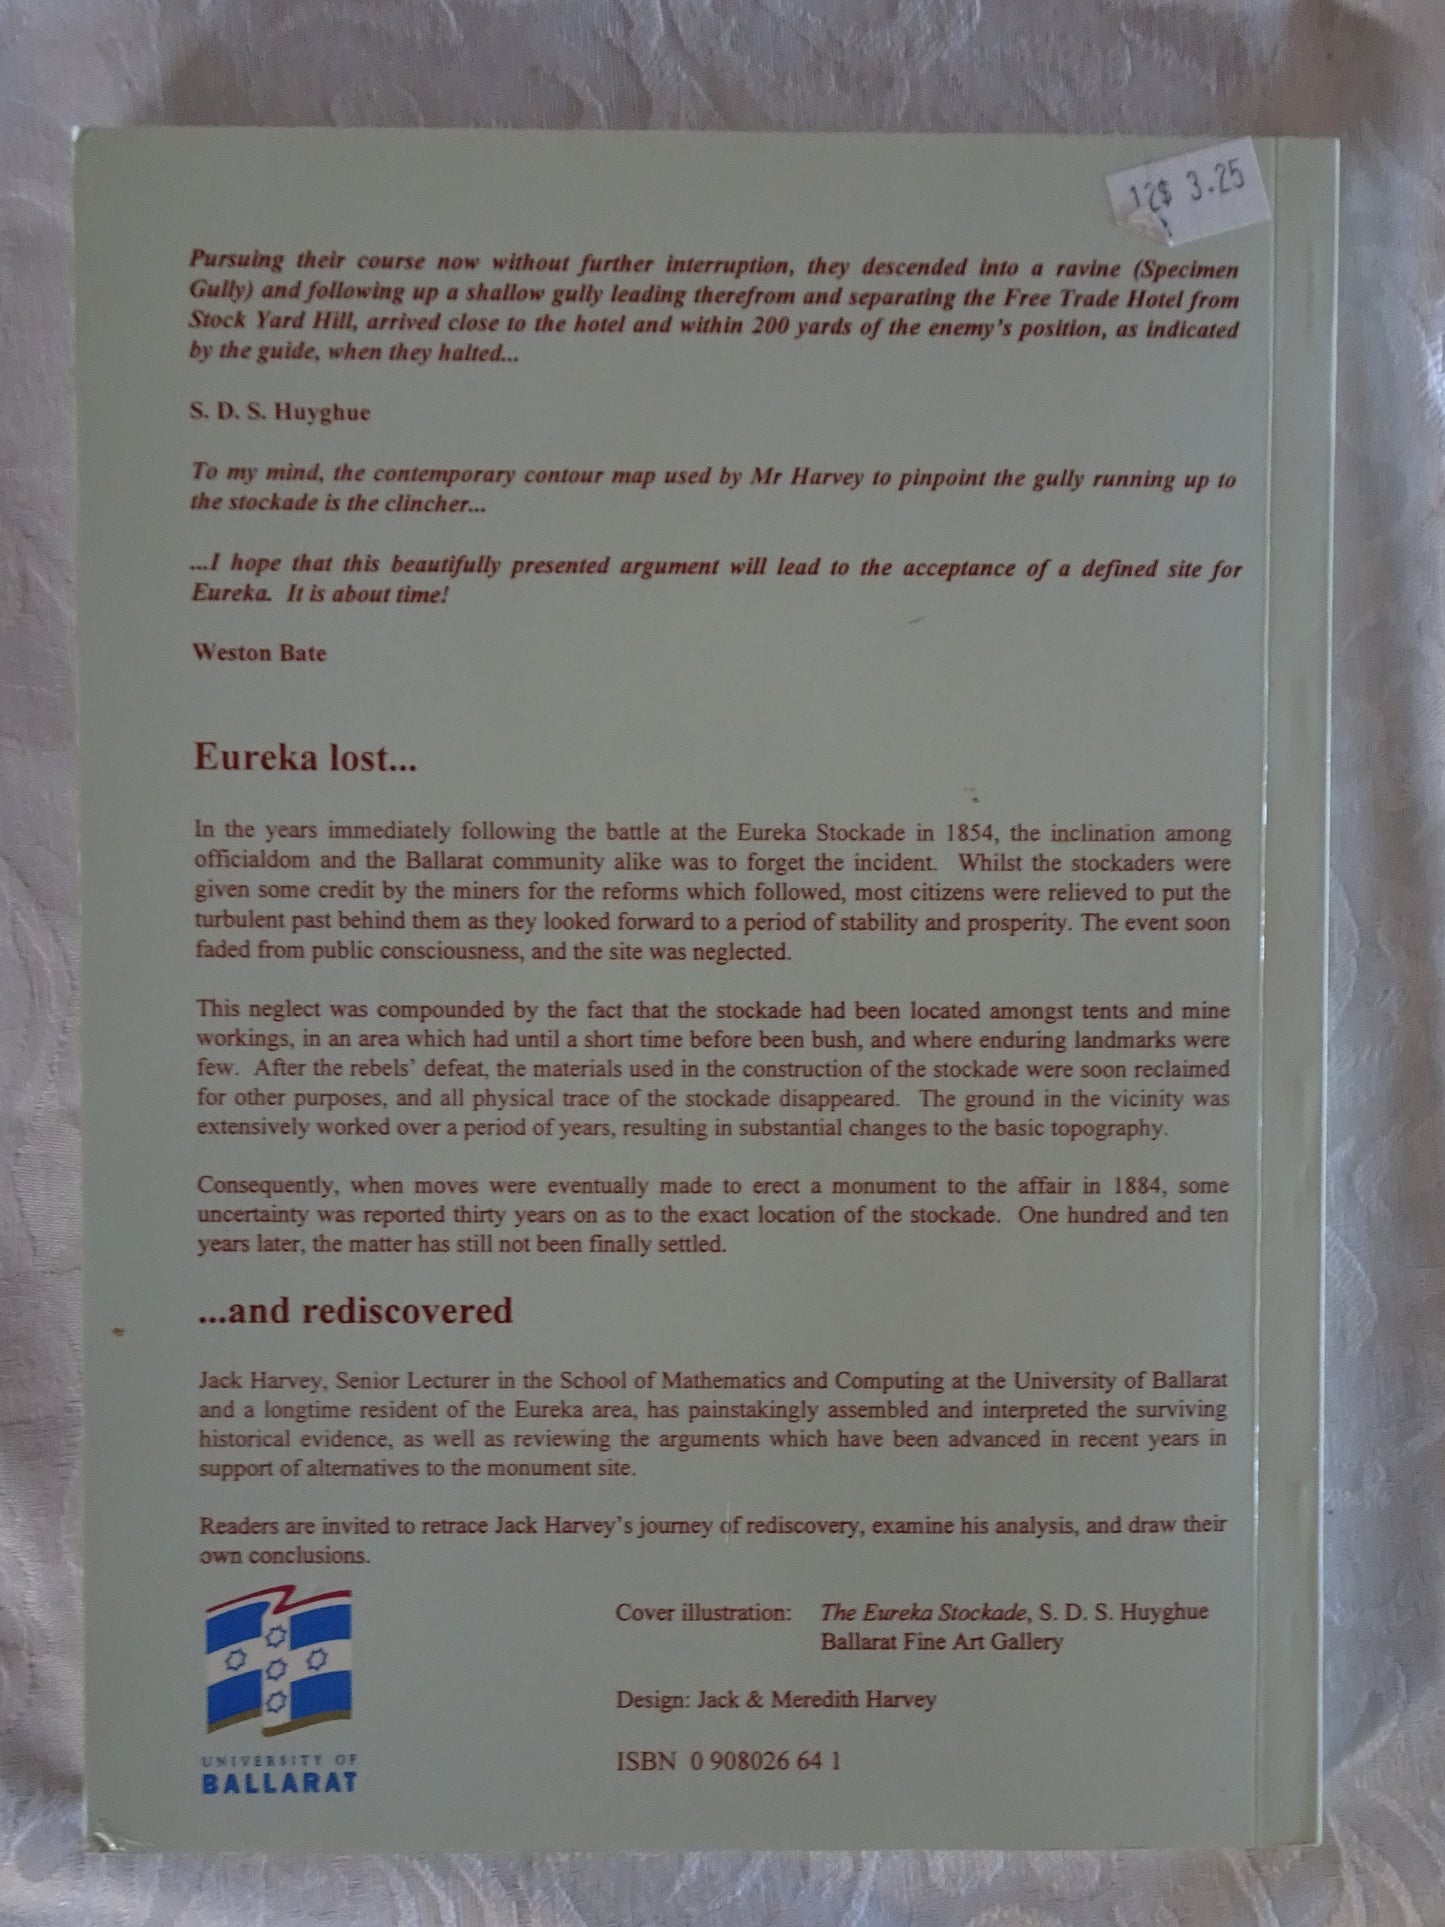 12$ 3.25
Pursuing their course now without further interruption, they descended into a ravine (Specimen
Gully) and following up a shallow gully leading therefrom and separating the Free Trade Hotel from
Stock Yard Hill, arrived close to the hotel and within 200 yards of the enemy's position, as indicated
by the guide, when they halted...
S. D. S. Huyghue
To my mind, the contemporary contour map used by Mr Harvey to pinpoint the gully running up to
the stockade is the clincher...
...I hope that this beautifully presented argument will lead to the acceptance of a defined site for
Eureka. It is about time!
Weston Bate
Eureka lost...
In the years immediately following the battle at the Eureka Stockade in 1854, the inclination among
officialdom and the Ballarat community alike was to forget the incident. Whilst the stockaders were
given some credit by the miners for the reforms which followed, most citizens were relieved to put the
turbulent past behind them as they looked forward to a period of stability and prosperity. The event soon
faded from public consciousness, and the site was neglected.
This neglect was compounded by the fact that the stockade had been located amongst tents and mine
workings, in an area which had until a short time before been bush, and where enduring landmarks were
few. After the rebels' defeat, the materials used in the construction of the stockade were soon reclaimed
for other purposes, and all physical trace of the stockade disappeared. The ground in the vicinity was
extensively worked over a period of years, resulting in substantial changes to the basic topography.
Consequently, when moves were eventually made to erect a monument to the affair in 1884, some
uncertainty was reported thirty years on as to the exact location of the stockade. One hundred and ten
years later, the matter has still not been finally settled.
...and rediscovered
Jack Harvey, Senior Lecturer in the School of Mathematics and Computing at the University of Ballarat
and a longtime resident of the Eureka area, has painstakingly assembled and interpreted the surviving
historical evidence, as well as reviewing the arguments which have been advanced in recent years in
support of alternatives to the monument site.
Readers are invited to retrace Jack Harvey's journey of rediscovery, examine his analysis, and draw their
own conclusions.
Cover illustration: The Eureka Stockade, S. D. S. Huyghue
Ballarat Fine Art Gallery
Design: Jack & Meredith Harvey
ISBN 0 908026 64 1
UNIVERSITY OF
BALLARAT